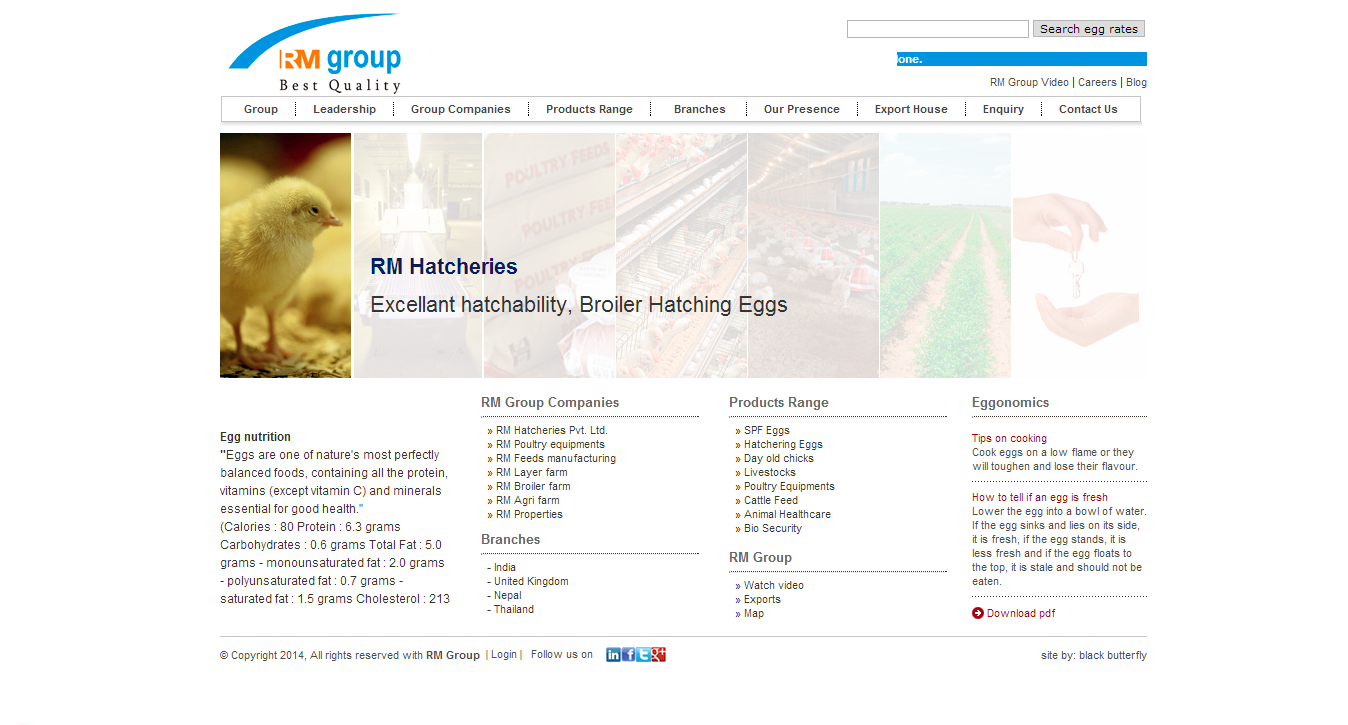 RM group
Best Quality
Search egg rates
one.
RM Group Video | Careers | Blog
Group
Leadership
Group Companies
Products Range
Branches
Our Presence
Export House
Enquiry
Contact Us
POULTRY FEEDS
POULTRY FEE
POULTRY FEE
RM Hatcheries
Excellant hatchability, Broiler Hatching Eggs
Egg nutrition
"Eggs are one of nature's most perfectly
balanced foods, containing all the protein,
vitamins (except vitamin C) and minerals
essential for good health."
(Calories : 80 Protein : 6.3 grams
Carbohydrates : 0.6 grams Total Fat : 5.0
grams - monounsaturated fat : 2.0 grams
- polyunsaturated fat : 0.7 grams -
saturated fat : 1.5 grams Cholesterol : 213
RM Group Companies
» RM Hatcheries Pvt. Ltd.
» RM Poultry equipments
» RM Feeds manufacturing
» RM Layer farm
» RM Broiler farm
» RM Agri farm
» RM Properties
Branches
- India
- United Kingdom
- Nepal
- Thailand
Products Range
» SPF Eggs
» Hatchering Eggs
» Day old chicks
» Livestocks
» Poultry Equipments
» Cattle Feed
» Animal Healthcare
» Bio Security
RM Group
» Watch video
» Exports
» Map
Eggonomics
Tips on cooking
Cook eggs on a low flame or they
will toughen and lose their flavour.
How to tell if an egg is fresh
Lower the egg into a bowl of water.
If the egg sinks and lies on its side,
it is fresh, if the egg stands, it is
less fresh and if the egg floats to
the top, it is stale and should not be
eaten.
Download pdf
© Copyright 2014, All rights reserved with RM Group | Login | Follow us on
site by: black butterfly